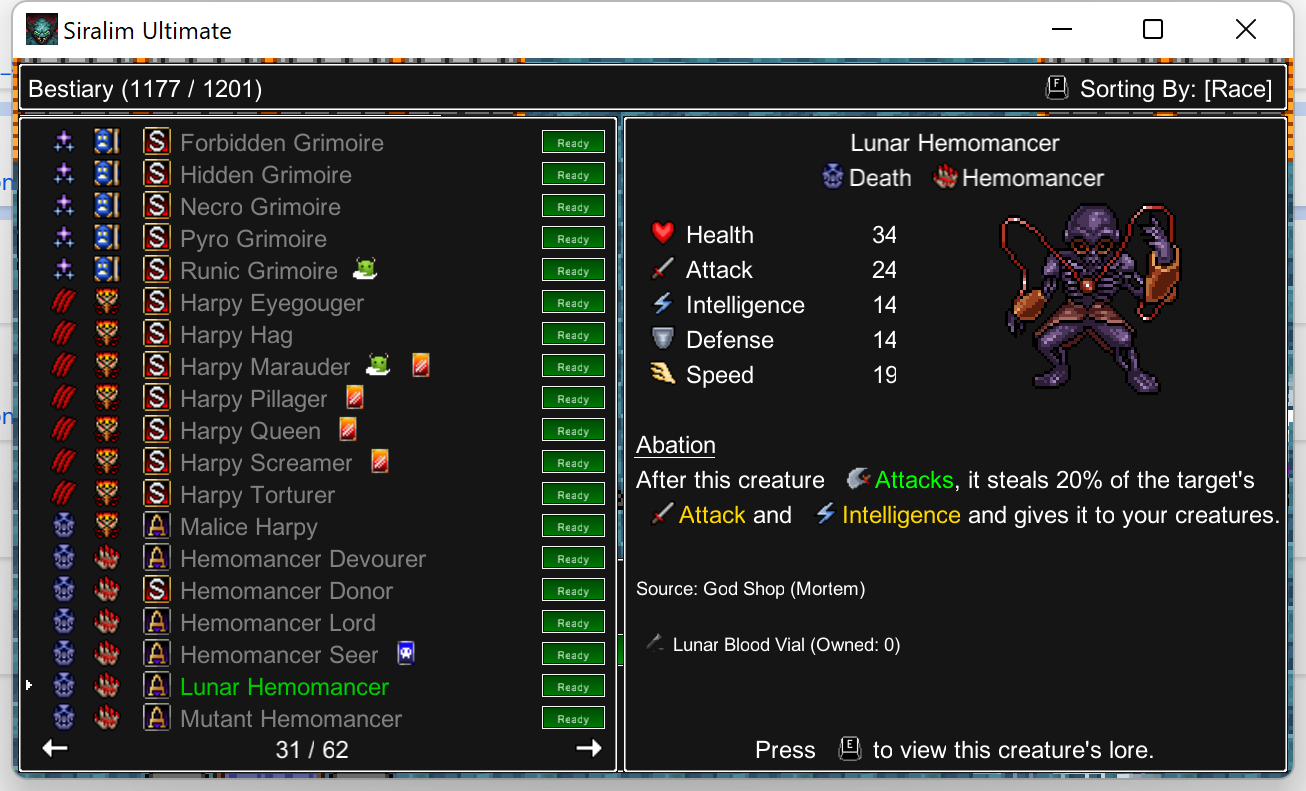 Siralim Ultimate
Bestiary (1177 / 1201)
F Sorting By: [Race]
S Forbidden Grimoire Ready
S Hidden Grimoire Ready
S Necro Grimoire Ready
S Pyro Grimoire Ready
S Runic Grimoire Ready
S Harpy Eyegouger Ready
S Harpy Hag Ready
S Harpy Marauder Ready
S Harpy Pillager Ready
S Harpy Queen Ready
S Harpy Screamer Ready
S Harpy Torturer Ready
A Malice Harpy Ready
A Hemomancer Devourer Ready
S Hemomancer Donor Ready
A Hemomancer Lord Ready
A Hemomancer Seer Ready
A Lunar Hemomancer Ready
A Mutant Hemomancer Ready
31 / 62
Lunar Hemomancer
Death Hemomancer
Health 34
Attack 24
Intelligence 14
Defense 14
Speed 19
Abation
After this creature Attacks, it steals 20% of the target's
Attack and Intelligence and gives it to your creatures.
Source: God Shop (Mortem)
Lunar Blood Vial (Owned: 0)
Press E to view this creature's lore.